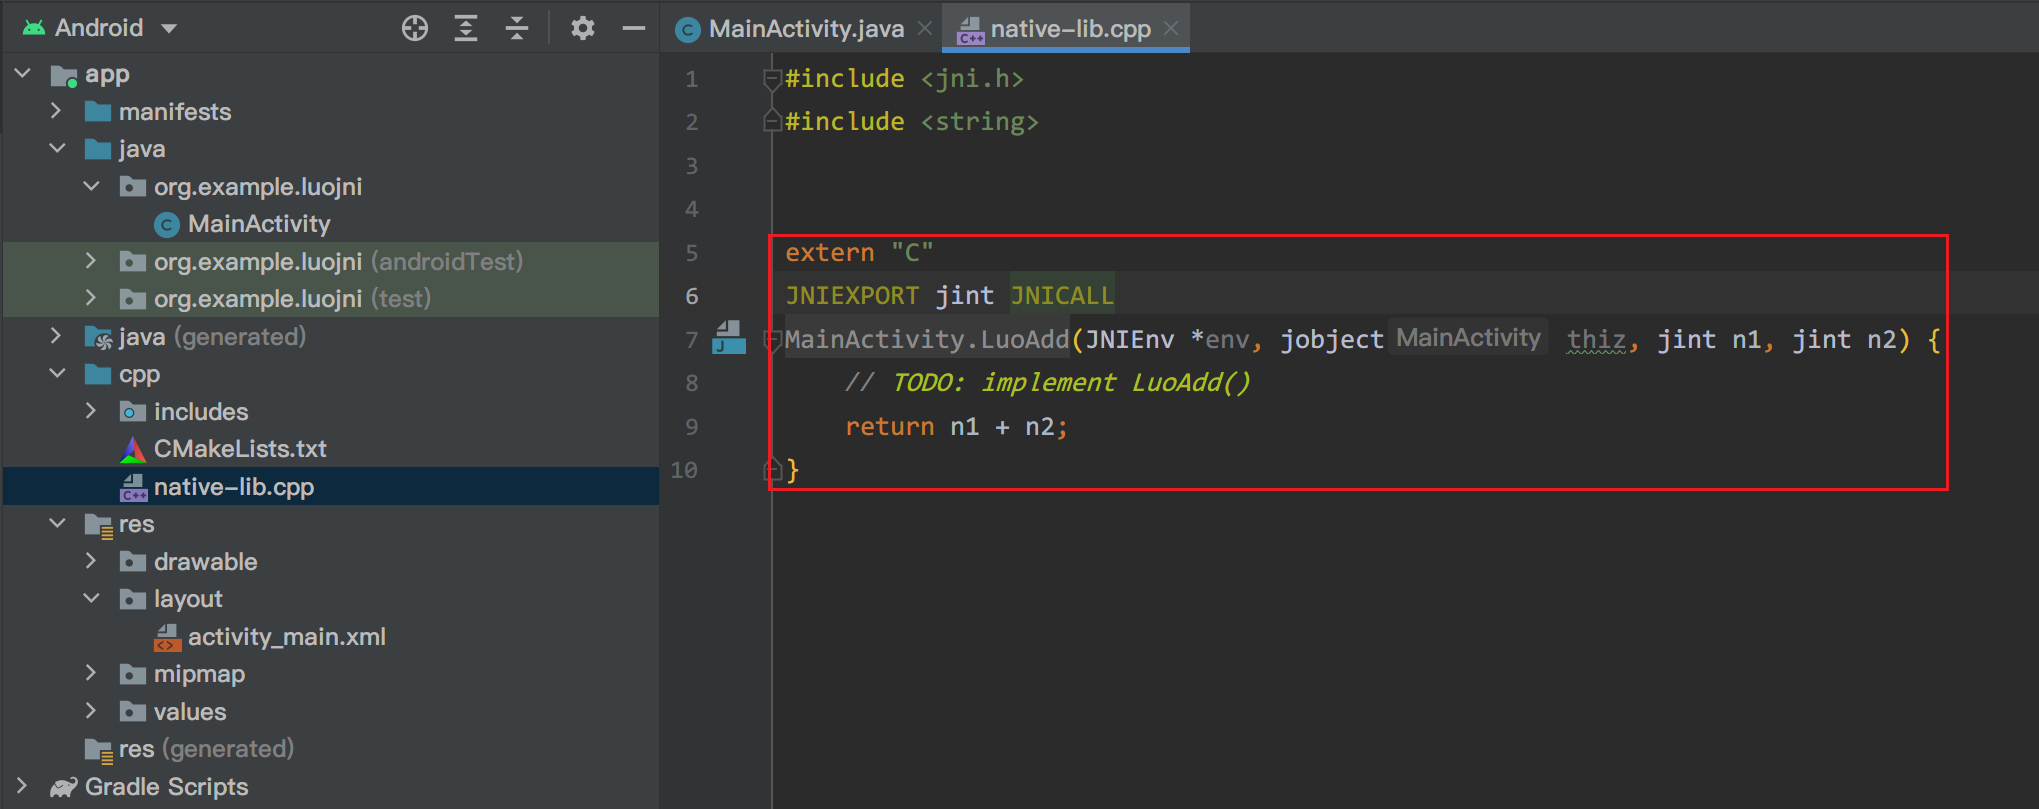 Android
app
manifests
java
org.example.luojni
MainActivity
org.example.luojni (androidTest)
org.example.luojni (test)
java (generated)
cpp
includes
CMakeLists.txt
native-lib.cpp
res
drawable
layout
activity_main.xml
mipmap
values
res (generated)
Gradle Scripts
MainActivity.java
native-lib.cpp
1 #include <jni.h>
2 #include <string>
3
4
5 extern "C"
6 JNIEXPORT jint JNICALL
7 MainActivity.LuoAdd(JNIEnv *env, jobject MainActivity thiz, jint n1, jint n2) {
8 // TODO: implement LuoAdd()
9 return n1 + n2;
10 }